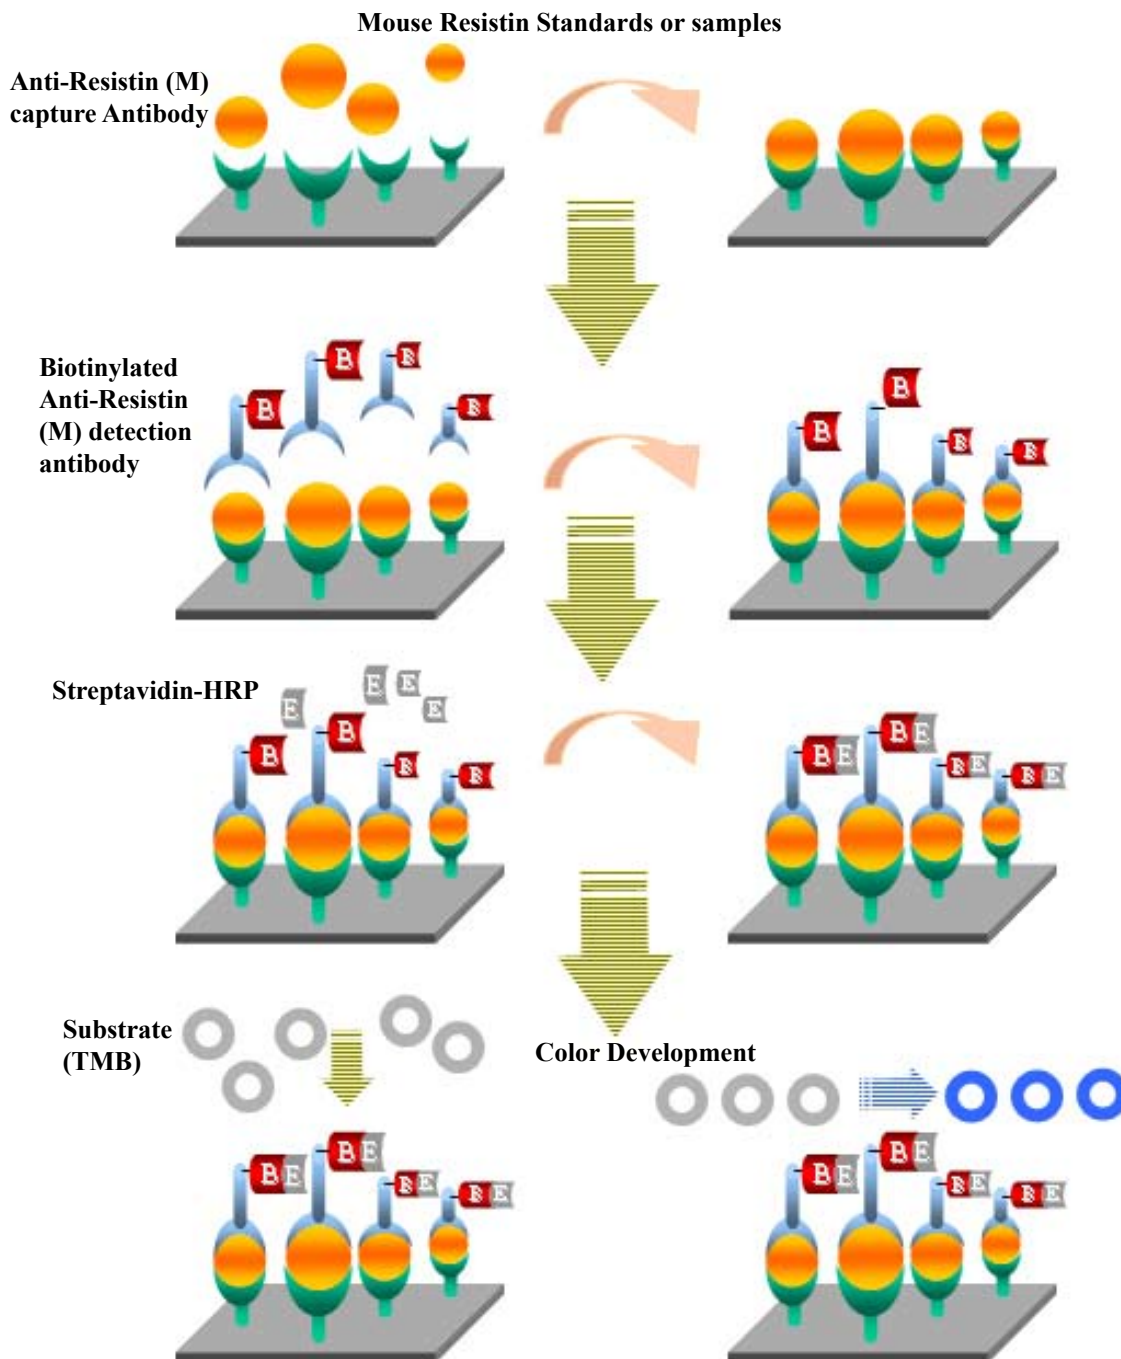 Mouse Resistin Standards or samples
Anti-Resistin (M)
capture Antibody
Biotinylated
Anti-Resistin
(M) detection
antibody
B
B
B
B
B
B
B
B
Streptavidin-HRP
E
E
E
E
B
B
B
B
B E
B E
B E
B E
Substrate
(TMB)
Color Development
B E
B E
B E
B E
B E
B E
B E
B E